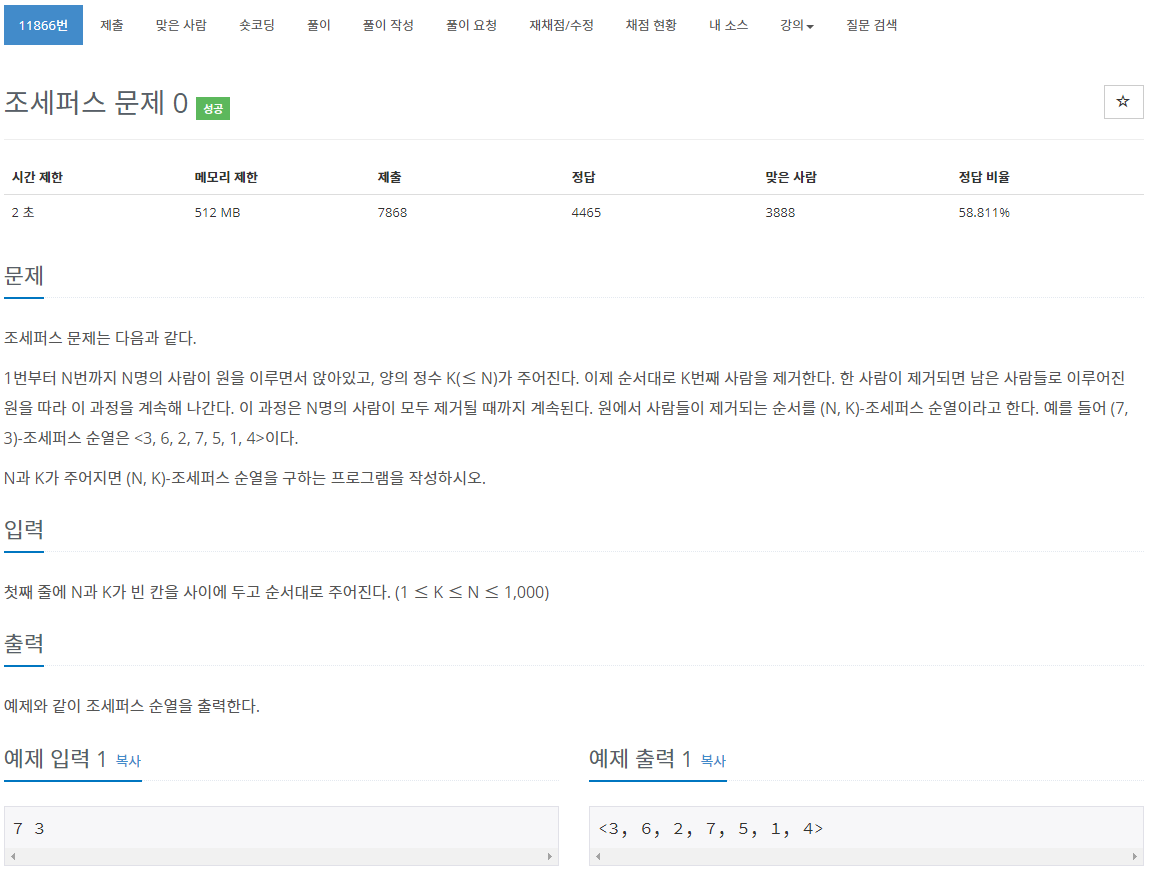 11866번 제출 맞은 사람 숏코딩 풀이 풀이 작성 풀이 요청 재채점/수정 채점 현황 내 소스 강의 질문 검색
조세퍼스 문제 0 성공
시간 제한 메모리 제한 제출 정답 맞은 사람 정답 비율
2 초 512 MB 7868 4465 3888 58.811%
문제
조세퍼스 문제는 다음과 같다.
1번부터 N번까지 N명의 사람이 원을 이루면서 앉아있고, 양의 정수 K(≤ N)가 주어진다. 이제 순서대로 K번째 사람을 제거한다. 한 사람이 제거되면 남은 사람들로 이루어진
원을 따라 이 과정을 계속해 나간다. 이 과정은 N명의 사람이 모두 제거될 때까지 계속된다. 원에서 사람들이 제거되는 순서를 (N, K)-조세퍼스 순열이라고 한다. 예를 들어 (7,
3)-조세퍼스 순열은 <3, 6, 2, 7, 5, 1, 4>이다.
N과 K가 주어지면 (N, K)-조세퍼스 순열을 구하는 프로그램을 작성하시오.
입력
첫째 줄에 N과 K가 빈 칸을 사이에 두고 순서대로 주어진다. (1 ≤ K ≤ N ≤ 1,000)
출력
예제와 같이 조세퍼스 순열을 출력한다.
예제 입력 1 복사
7 3
예제 출력 1 복사
<3, 6, 2, 7, 5, 1, 4>